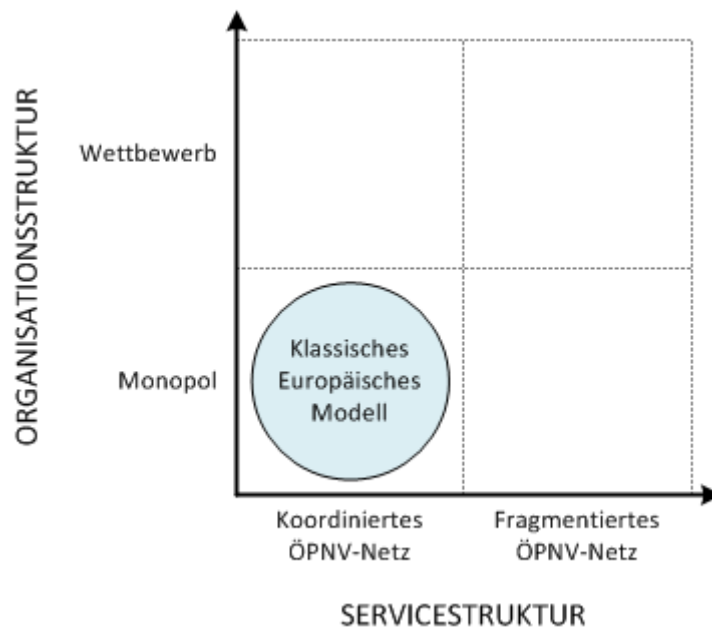 ORGANISATIONSSTRUKTUR
Wettbewerb
Monopol
Klassisches
Europäisches
Modell
Koordiniertes
ÖPNV-Netz
Fragmentiertes
ÖPNV-Netz
SERVICESTRUKTUR